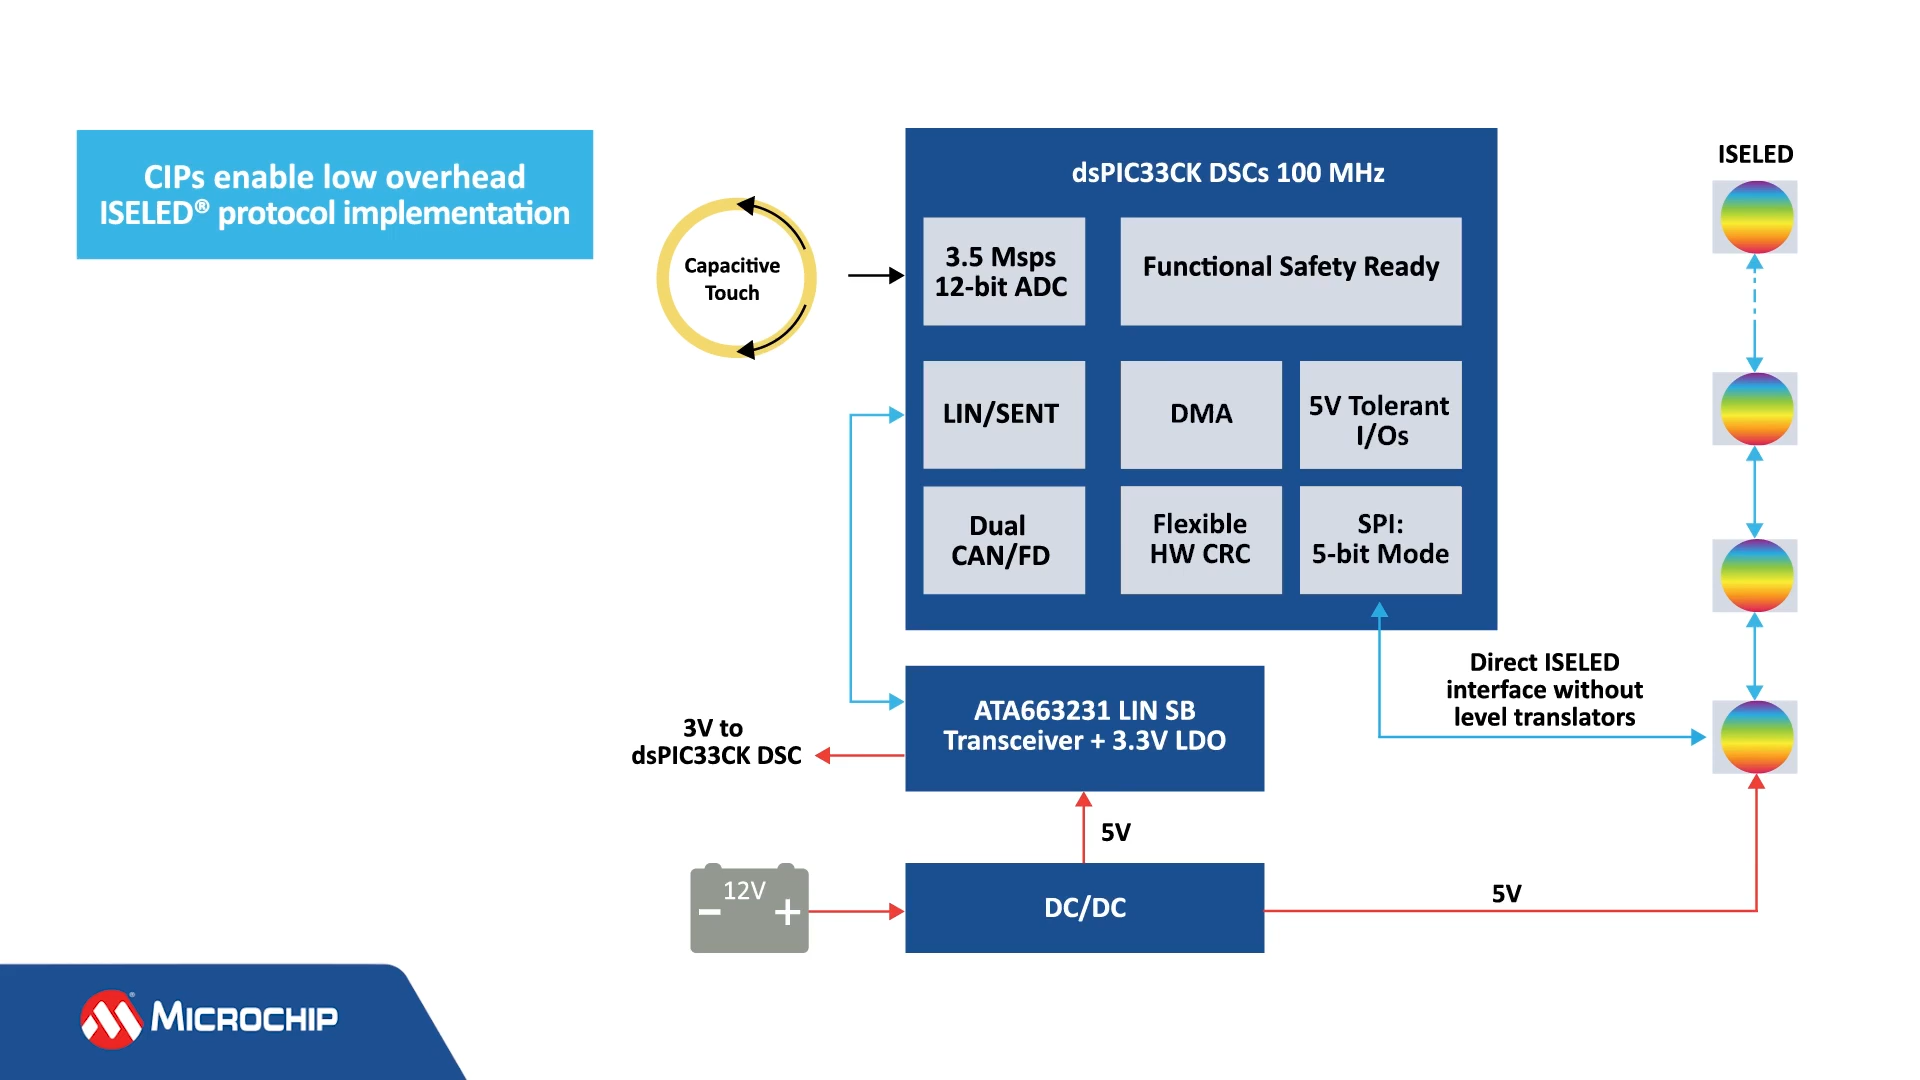 CIPs enable low overhead
ISELED® protocol implementation
Capacitive
Touch
dsPIC33CK DSCs 100 MHz
3.5 Msps
12-bit ADC
Functional Safety Ready
LIN/SENT
DMA
5V Tolerant
I/Os
Dual
CAN/FD
Flexible
HW CRC
SPI:
5-bit Mode
ISELED
Direct ISELED
interface without
level translators
ATA663231 LIN SB
Transceiver + 3.3V LDO
3V to
dsPIC33CK DSC
5V
12V
− +
DC/DC
5V
MICROCHIP